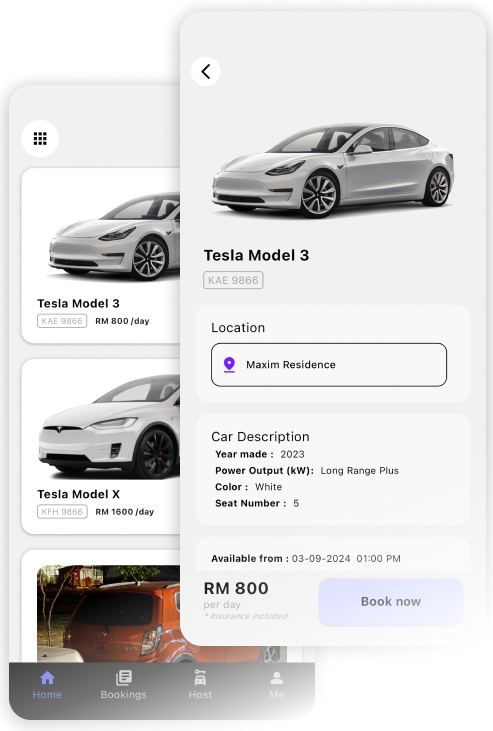 Tesla Model 3
KAE 9866
RM 800 /day
Tesla Model X
KFH 9866
RM 1600 /day
Home
Bookings
Host
Me
Tesla Model 3
KAE 9866
Location
Maxim Residence
Car Description
Year made : 2023
Power Output (kW): Long Range Plus
Color : White
Seat Number : 5
Available from : 03-09-2024 01:00 PM
RM 800
per day
* Insurance included
Book now